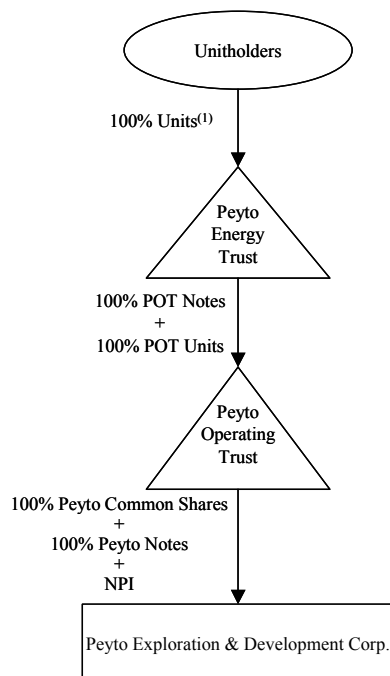 Unitholders
100% Units(1)
Peyto
Energy
Trust
100% POT Notes
+
100% POT Units
Peyto
Operating
Trust
100% Peyto Common Shares
+
100% Peyto Notes
+
NPI
Peyto Exploration & Development Corp.